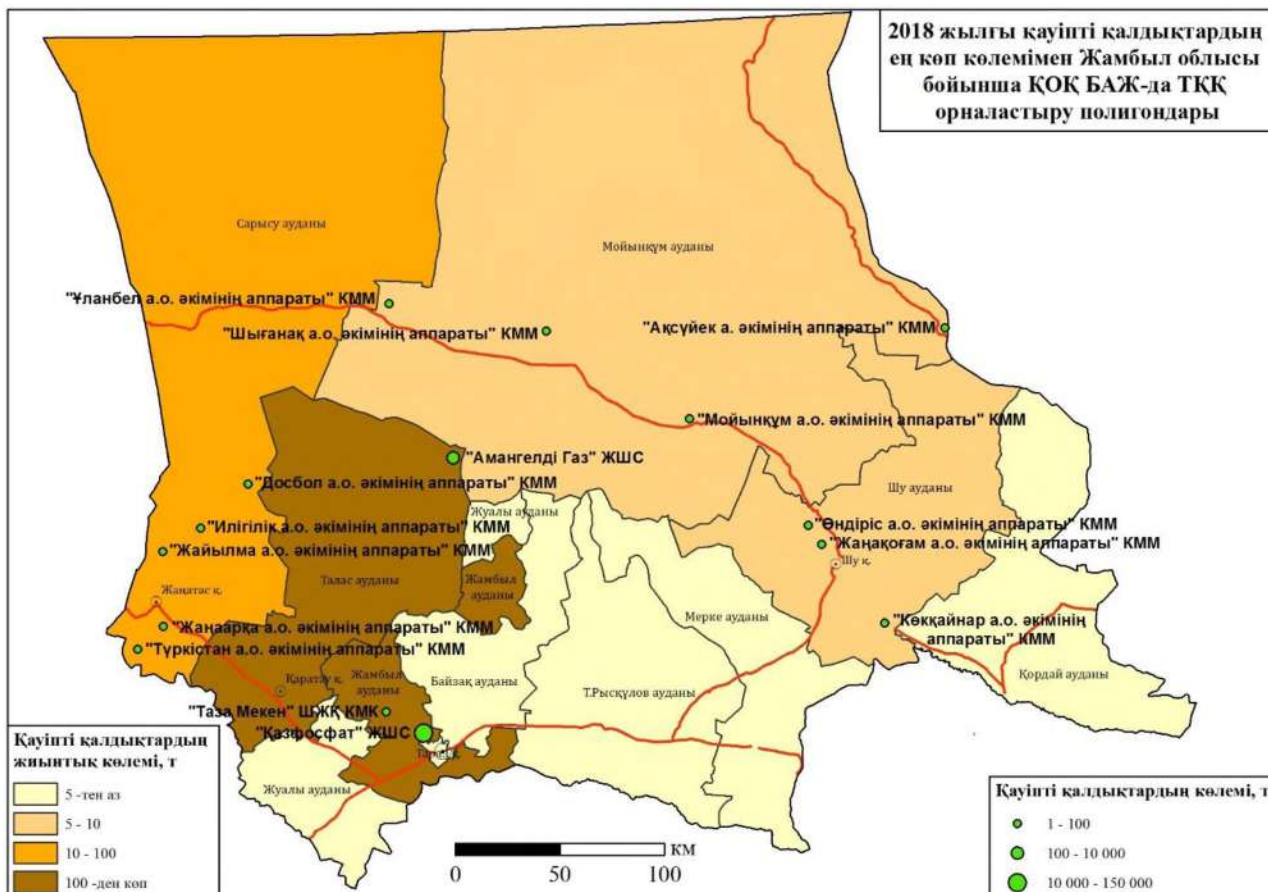 2018 жылғы қауіпті қалдықтардың
ең көп көлемімен Жамбыл облысы
бойынша ҚОҚ БАЖ-да ТҚҚ
орналастыру полигондары
Сарысу ауданы
Мойынқұм ауданы
"Ұланбел а.о. әкімінің аппараты" КММ
"Шығанақ а.о. әкімінің аппараты" КММ
"Ақсүйек а. әкімінің аппараты" КММ
"Мойынқұм а.о. әкімінің аппараты" КММ
"Амангелді Газ" ЖШС
"Досбол а.о. әкімінің аппараты" КММ
Шу ауданы
Жуалы ауданы
"Илігілік а.о. әкімінің аппараты" КММ
"Өндіріс а.о. әкімінің аппараты" КММ
"Жайылма а.о. әкімінің аппараты" КММ
"Жаңақоғам а.о. әкімінің аппараты" КММ
Шу қ.
Талас ауданы
Жамбыл
ауданы
Жаңатас қ.
Мерке ауданы
"Жаңаарқа а.о. әкімінің аппараты" КММ
"Көкқайнар а.о. әкімінің
аппараты" КММ
"Түркістан а.о. әкімінің аппараты" КММ
Қаратау қ.
Жамбыл
ауданы
Байзақ ауданы
Т.Рысқұлов ауданы
Қордай ауданы
"Таза Мекен" ШЖҚ КМК
"Қазфосфат" ЖШС
Тараз қ.
Жуалы ауданы
Қауіпті қалдықтардың
жиынтық көлемі, т
5 -тен аз
5 - 10
10 - 100
100 -ден көп
КМ
0 50 100
Қауіпті қалдықтардың көлемі, т
1 - 100
100 - 10 000
10 000 - 150 000